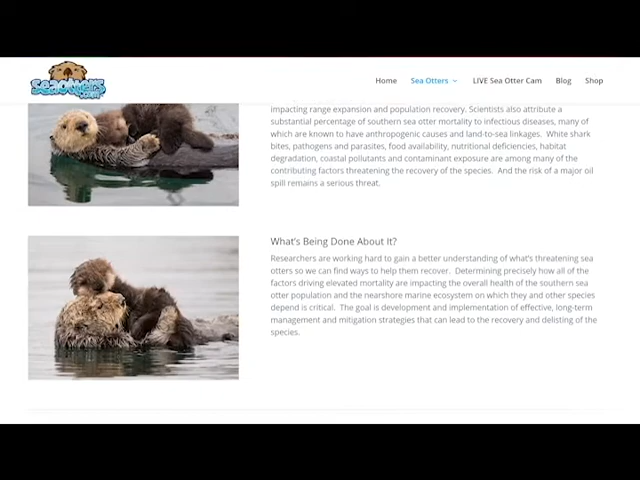 seaotters
.com
Home Sea Otters LIVE Sea Otter Cam Blog Shop
impacting range expansion and population recovery. Scientists also attribute a
substantial percentage of southern sea otter mortality to infectious diseases, many of
which are known to have anthropogenic causes and land-to-sea linkages. White shark
bites, pathogens and parasites, food availability, nutritional deficiencies, habitat
degradation, coastal pollutants and contaminant exposure are among many of the
contributing factors threatening the recovery of the species. And the risk of a major oil
spill remains a serious threat.
What's Being Done About It?
Researchers are working hard to gain a better understanding of what's threatening sea
otters so we can find ways to help them recover. Determining precisely how all of the
factors driving elevated mortality are impacting the overall health of the southern sea
otter population and the nearshore marine ecosystem on which they and other species
depend is critical. The goal is development and implementation of effective, long-term
management and mitigation strategies that can lead to the recovery and delisting of the
species.